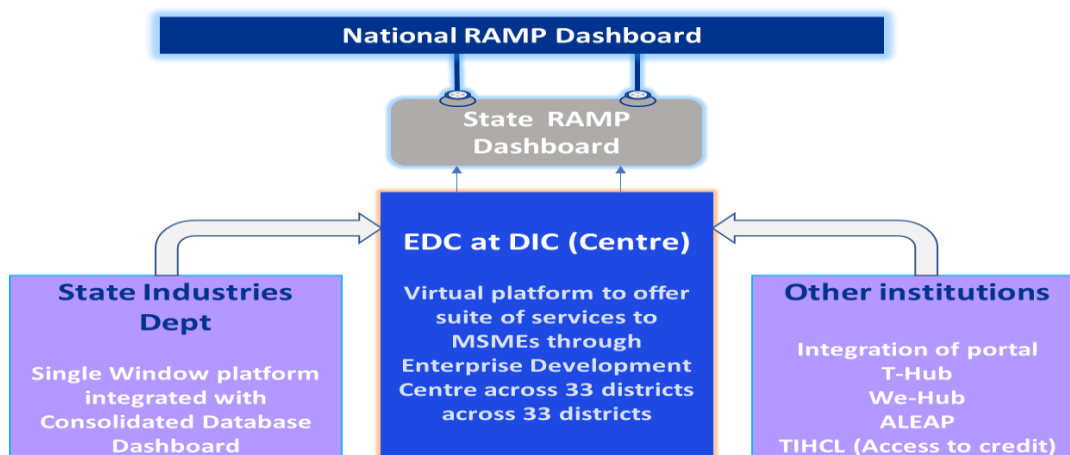 National RAMP Dashboard
State RAMP
Dashboard
EDC at DIC (Centre)
Virtual platform to offer
suite of services to
MSMEs through
Enterprise Development
Centre across 33 districts
across 33 districts
State Industries
Dept
Single Window platform
integrated with
Consolidated Database
Dashboard
Other institutions
Integration of portal
T-Hub
We-Hub
ALEAP
TIHCL (Access to credit)